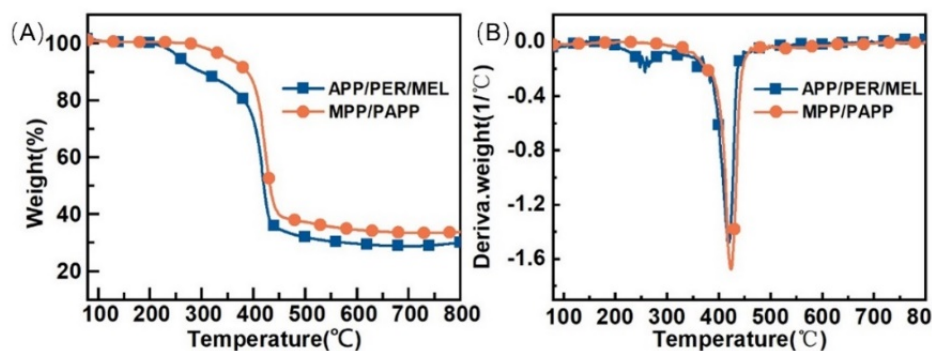 (A)
100
80
60
40
20
Weight(%)
APP/PER/MEL
MPP/PAPP
100 200 300 400 500 600 700 800
Temperature(℃)
(B)
0.0
-0.4
-0.8
-1.2
-1.6
Deriva.weight(1/℃)
APP/PER/MEL
MPP/PAPP
100 200 300 400 500 600 700 80
Temperature(℃)